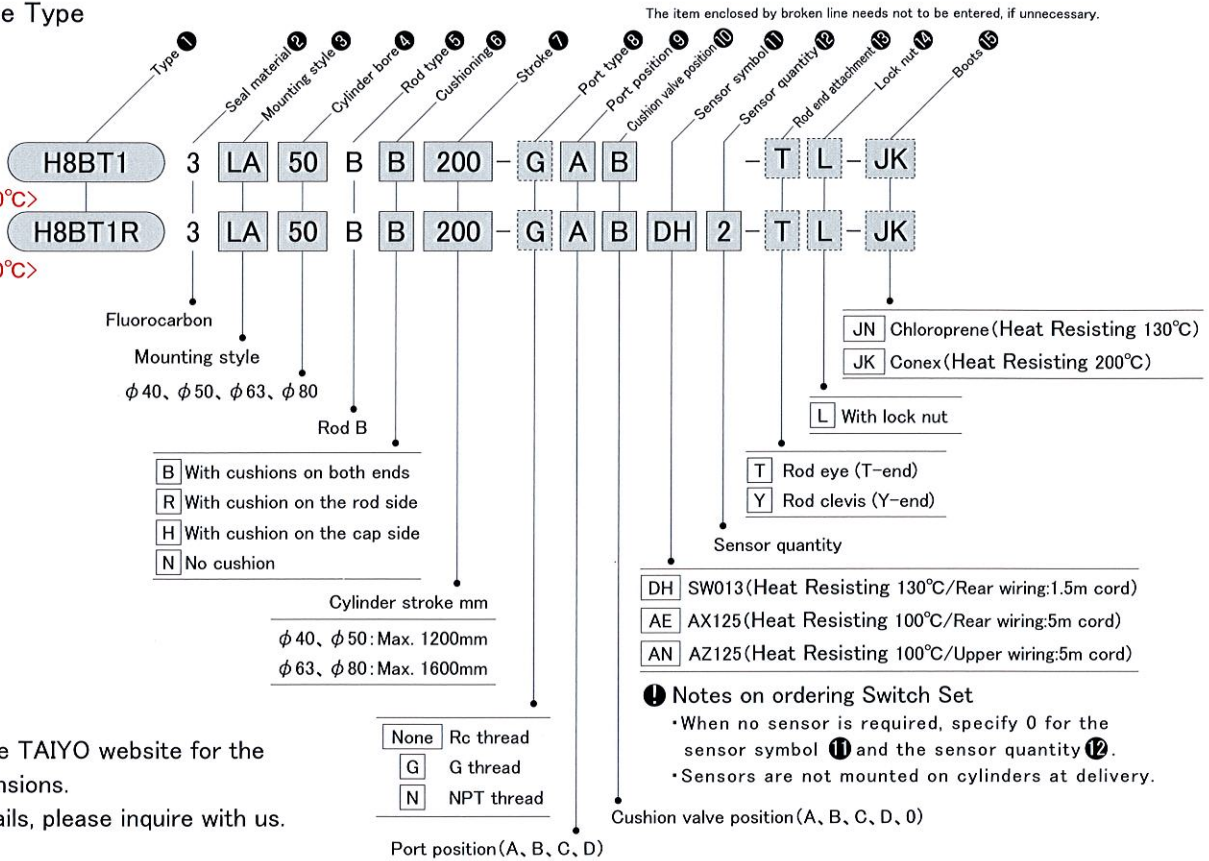 e Type
The item enclosed by broken line needs not to be entered, if unnecessary.
Type ❶
Seal material ❷
Mounting style ❸
Cylinder bore ❹
Rod type ❺
Cushioning ❻
Stroke ❼
Port type ❽
Port position ❾
Cushion valve position ❿
Sensor symbol ⓫
Sensor quantity ⓬
Rod end attachment ⓭
Lock nut ⓮
Boots ⓯
H8BT1 3 LA 50 B B 200 - G A B - T L - JK
0℃>
H8BT1R 3 LA 50 B B 200 - G A B DH 2 - T L - JK
0℃>
Fluorocarbon
Mounting style
φ40、φ50、φ63、φ80
Rod B
B With cushions on both ends
R With cushion on the rod side
H With cushion on the cap side
N No cushion
Cylinder stroke mm
φ40、φ50:Max. 1200mm
φ63、φ80:Max. 1600mm
None Rc thread
G G thread
N NPT thread
Port position(A、B、C、D)
Cushion valve position(A、B、C、D、0)
JN Chloroprene(Heat Resisting 130℃)
JK Conex(Heat Resisting 200℃)
L With lock nut
T Rod eye (T-end)
Y Rod clevis (Y-end)
Sensor quantity
DH SW013(Heat Resisting 130℃/Rear wiring:1.5m cord)
AE AX125(Heat Resisting 100℃/Rear wiring:5m cord)
AN AZ125(Heat Resisting 100℃/Upper wiring:5m cord)
! Notes on ordering Switch Set
・When no sensor is required, specify 0 for the
sensor symbol ⓫ and the sensor quantity ⓬.
・Sensors are not mounted on cylinders at delivery.
e TAIYO website for the
nsions.
ails, please inquire with us.